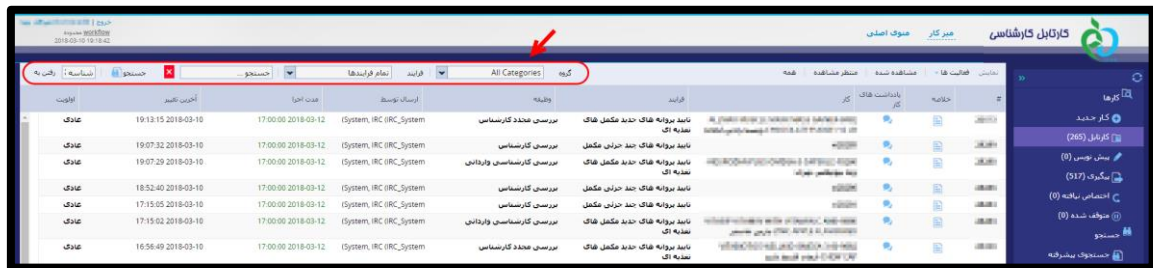 خروج
workflow محدوده
2018-03-10 19:18:42
کارتابل کارشناسی
میز کار
منوی اصلی
نمایش فعالیت ها
مشاهده شده
منتظر مشاهده
همه
گروه All Categories
فرایند تمام فرایندها
جستجو ...
جستجو
شناسه
رفتن به
# خلاصه یادداشت های کار کار فرایند وظیفه ارسال توسط مدت اجرا آخرین تغییر اولویت
تایید پروانه های جدید مکمل های تغذیه ای بررسی مجدد کارشناس (System, IRC (IRC_System 17:00:00 2018-03-12 19:13:15 2018-03-10 عادی
تایید پروانه های چند جزئی مکمل بررسی کارشناس (System, IRC (IRC_System 17:00:00 2018-03-12 19:07:32 2018-03-10 عادی
تایید پروانه های جدید مکمل های تغذیه ای بررسی کارشناسی وارداتی (System, IRC (IRC_System 17:00:00 2018-03-12 19:07:29 2018-03-10 عادی
تایید پروانه های چند جزئی مکمل بررسی کارشناس (System, IRC (IRC_System 17:00:00 2018-03-12 18:52:40 2018-03-10 عادی
تایید پروانه های چند جزئی مکمل بررسی کارشناس (System, IRC (IRC_System 17:00:00 2018-03-12 17:15:05 2018-03-10 عادی
تایید پروانه های جدید مکمل های تغذیه ای بررسی کارشناسی وارداتی (System, IRC (IRC_System 17:00:00 2018-03-12 17:15:02 2018-03-10 عادی
تایید پروانه های جدید مکمل های تغذیه ای بررسی مجدد کارشناس (System, IRC (IRC_System 17:00:00 2018-03-12 16:56:49 2018-03-10 عادی
کارها
کار جدید
کارتابل (265)
پیش نویس (0)
پیگیری (517)
اختصاص نیافته (0)
متوقف شده (0)
جستجو
جستجوی پیشرفته